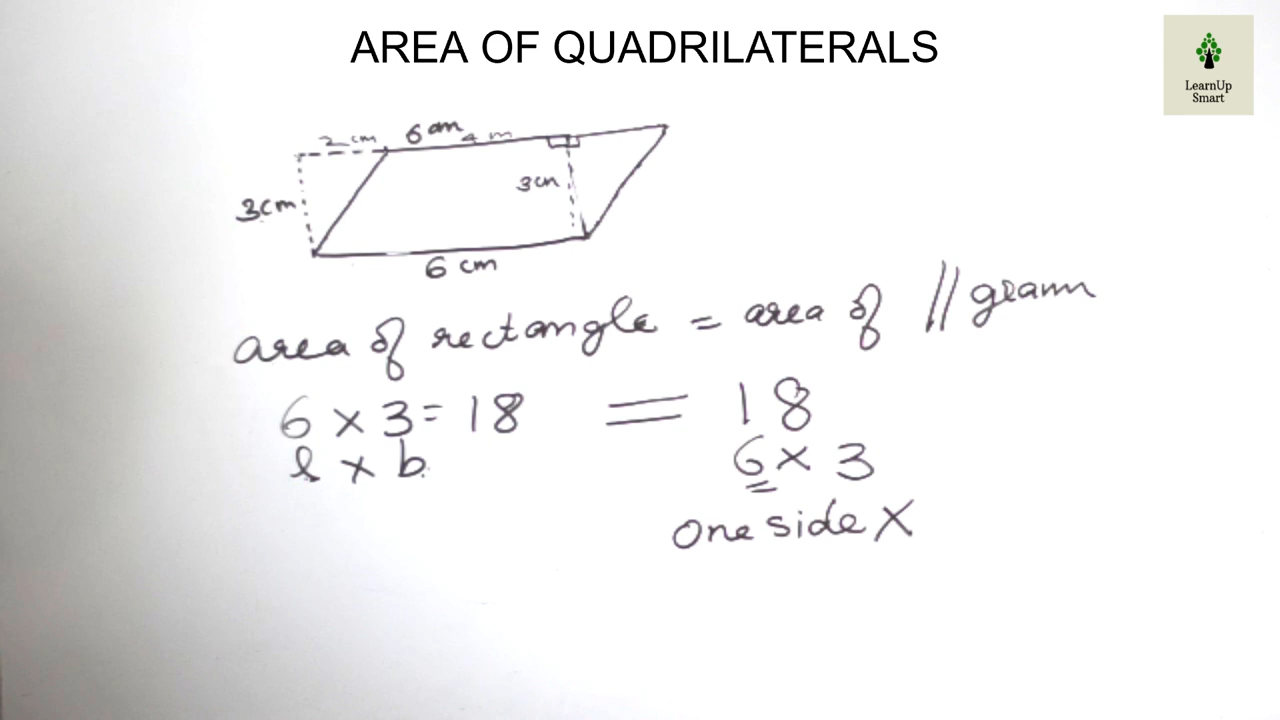 AREA OF QUADRILATERALS
LearnUp
Smart
2 cm 6 cm 4 m
3cm
3cm
6 cm
area of rectangle = area of // gram
6 × 3 = 18 = 18
l × b 6 × 3
one side ×